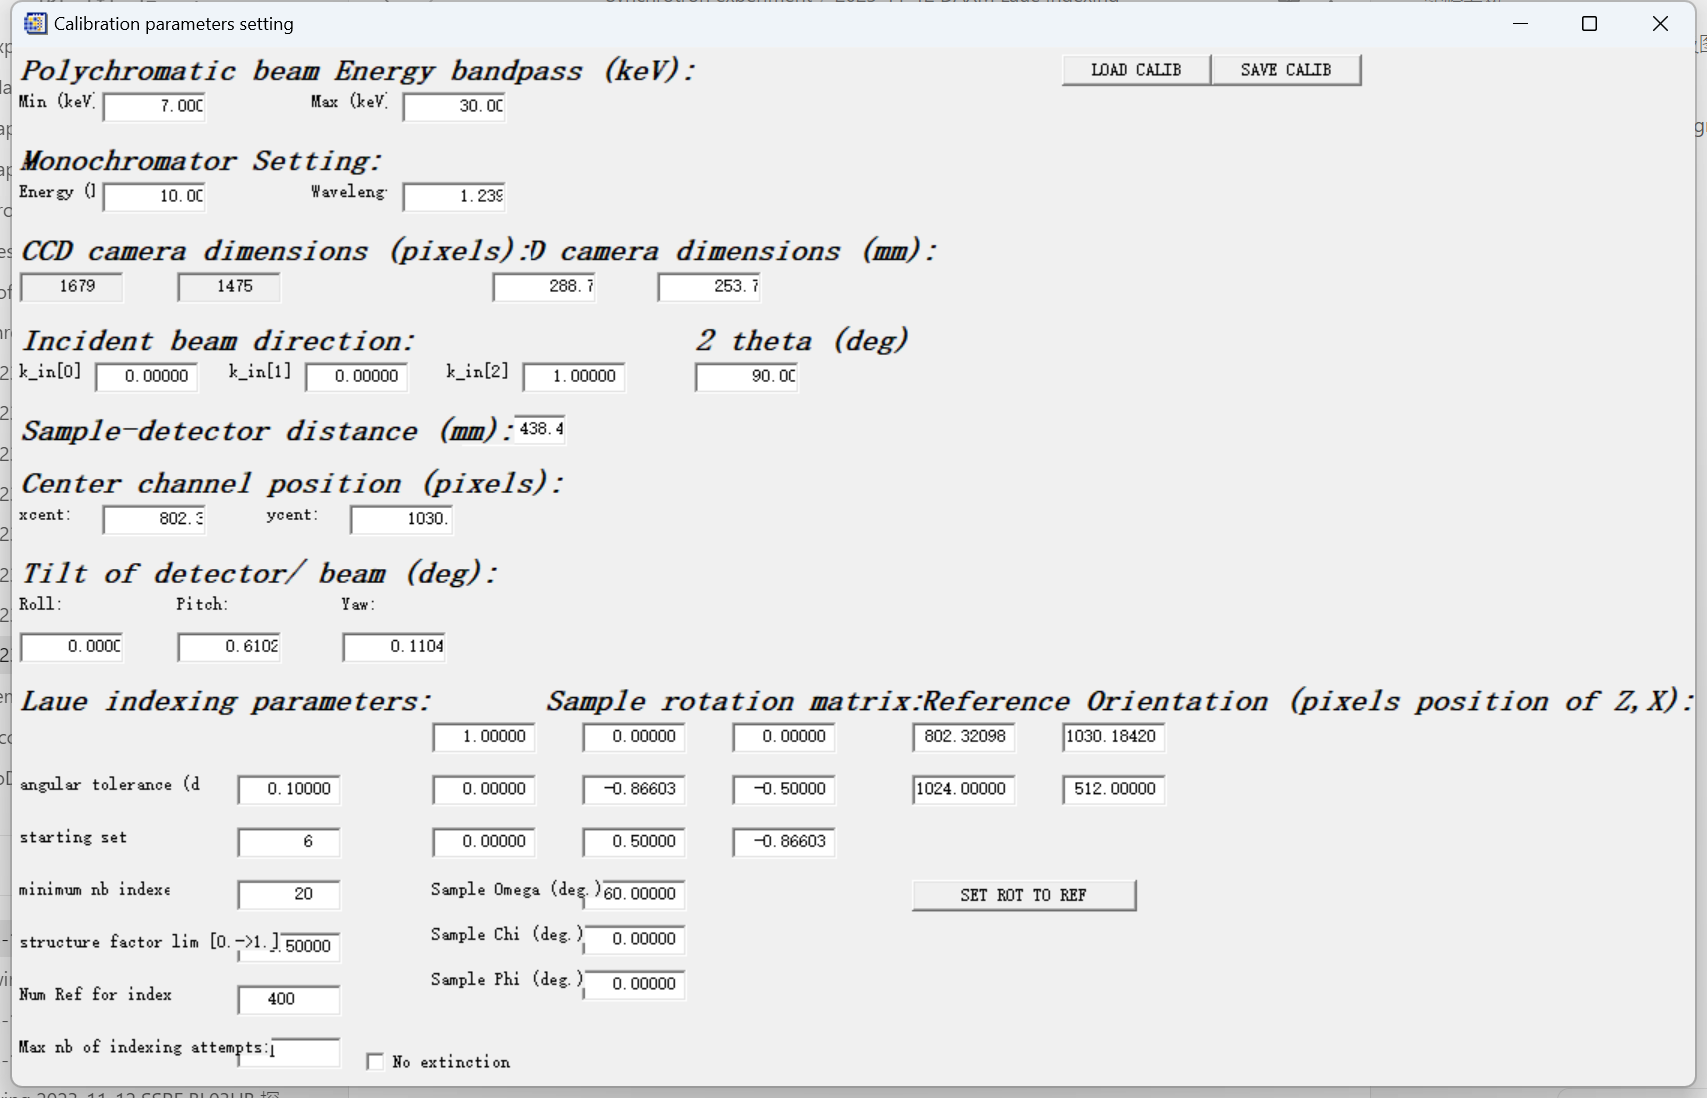 Calibration parameters setting
Polychromatic beam Energy bandpass (keV):
LOAD CALIB SAVE CALIB
Min (keV) 7.000 Max (keV) 30.00
Monochromator Setting:
Energy ( 10.00 Waveleng 1.239
CCD camera dimensions (pixels): D camera dimensions (mm):
1679 1475 288.7 253.7
Incident beam direction: 2 theta (deg)
k_in[0] 0.00000 k_in[1] 0.00000 k_in[2] 1.00000 90.00
Sample-detector distance (mm): 438.4
Center channel position (pixels):
xcent: 802.3 ycent: 1030.
Tilt of detector/ beam (deg):
Roll: Pitch: Yaw:
0.0000 0.6102 0.1104
Laue indexing parameters: Sample rotation matrix: Reference Orientation (pixels position of Z,X):
1.00000 0.00000 0.00000 802.32098 1030.18420
angular tolerance (d 0.10000 0.00000 -0.86603 -0.50000 1024.00000 512.00000
starting set 6 0.00000 0.50000 -0.86603
minimum nb indexe 20 Sample Omega (deg.) 60.00000 SET ROT TO REF
structure factor lim [0.->1.] .50000 Sample Chi (deg.) 0.00000
Num Ref for index 400 Sample Phi (deg.) 0.00000
Max nb of indexing attempts: No extinction